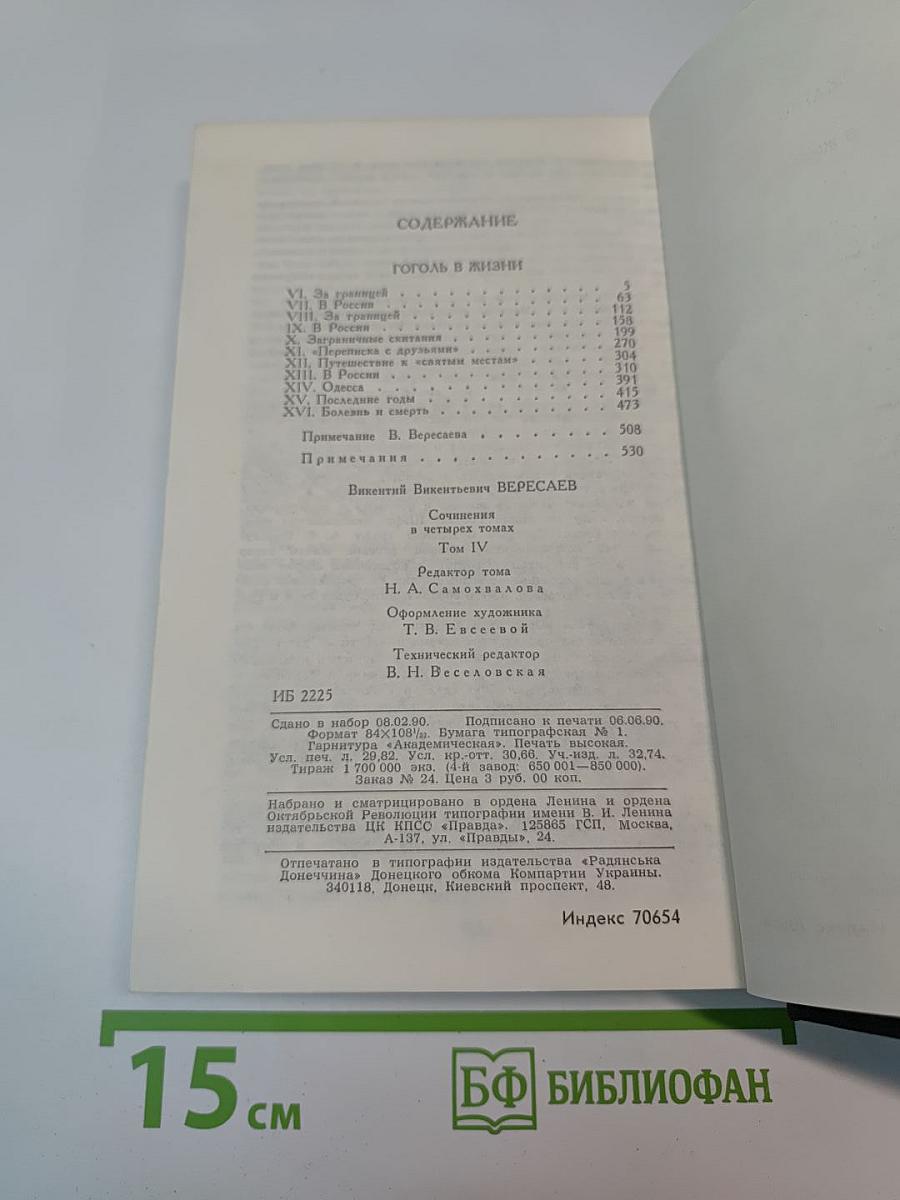 СОДЕРЖАНИЕ
ГОГОЛЬ В ЖИЗНИ
VI. За границей . . . . . . . . . . . . 5
VII. В России . . . . . . . . . . . . 63
VIII. За границей . . . . . . . . . . . 112
IX. В России . . . . . . . . . . . . 158
X. Заграничные скитания . . . . . . . . . 199
XI. «Переписка с друзьями» . . . . . . . . 270
XII. Путешествие к «святым местам» . . . . . 304
XIII. В России . . . . . . . . . . . . 310
XIV. Одесса . . . . . . . . . . . . . 391
XV. Последние годы . . . . . . . . . . 415
XVI. Болезнь и смерть . . . . . . . . . . 473
Примечание В. Вересаева . . . . . . . . 508
Примечания . . . . . . . . . . . . 530
Викентий Викентьевич ВЕРЕСАЕВ
Сочинения
в четырех томах
Том IV
Редактор тома
Н. А. Самохвалова
Оформление художника
Т. В. Евсеевой
Технический редактор
В. Н. Веселовская
ИБ 2225
Сдано в набор 08.02.90. Подписано к печати 06.06.90.
Формат 84×108 1/32. Бумага типографская № 1.
Гарнитура «Академическая». Печать высокая.
Усл. печ. л. 29,82. Усл. кр.-отт. 30,66. Уч.-изд. л. 32,74.
Тираж 1 700 000 экз. (4-й завод: 650 001—850 000).
Заказ № 24. Цена 3 руб. 00 коп.
Набрано и сматрицировано в ордена Ленина и ордена
Октябрьской Революции типографии имени В. И. Ленина
издательства ЦК КПСС «Правда». 125865 ГСП, Москва,
А-137, ул. «Правды», 24.
Отпечатано в типографии издательства «Радянська
Донеччина» Донецкого обкома Компартии Украины.
340118, Донецк, Киевский проспект, 48.
Индекс 70654
15 см
БФ БИБЛИОФАН